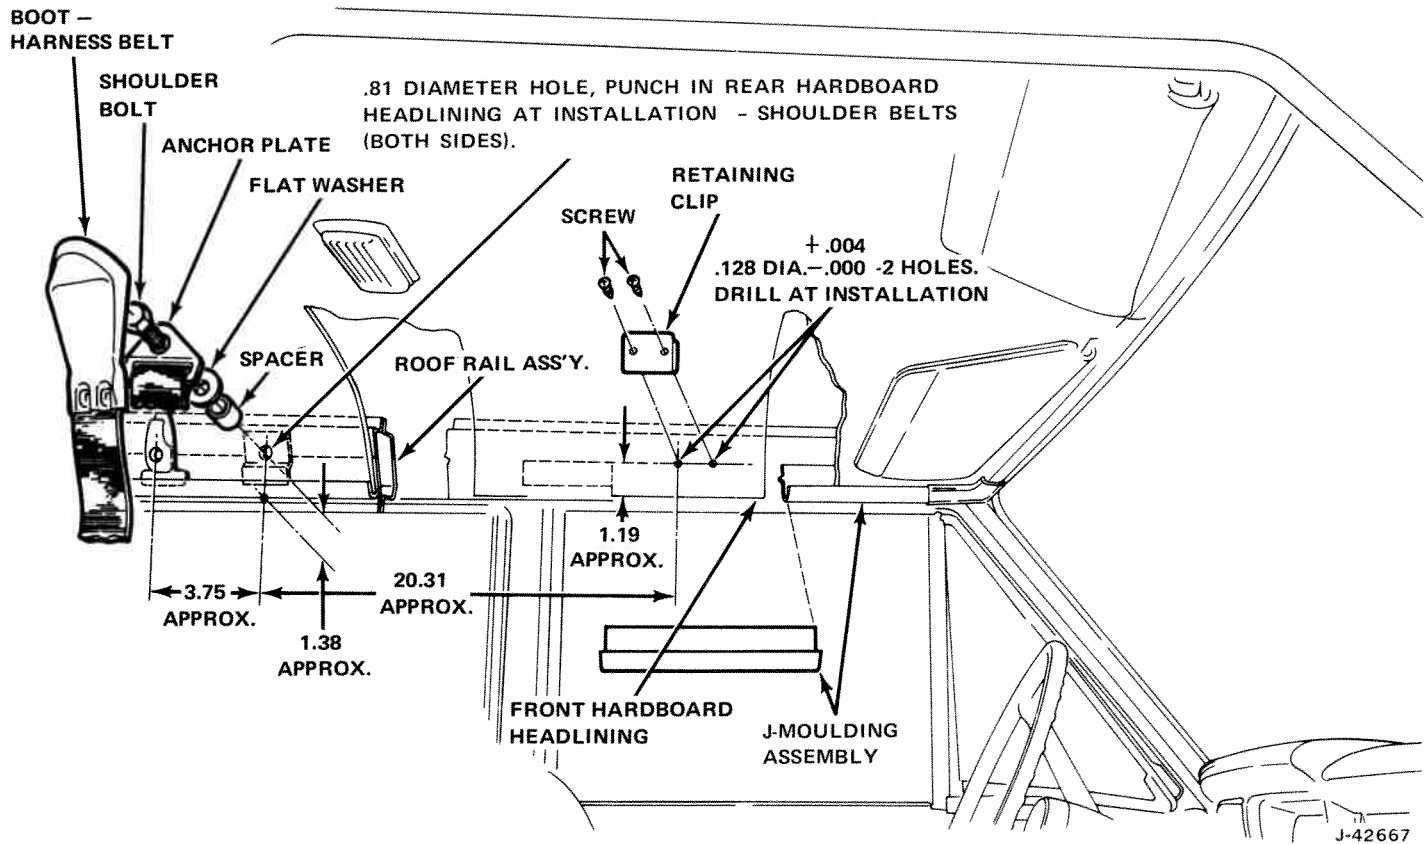 BOOT –
HARNESS BELT
SHOULDER
BOLT
.81 DIAMETER HOLE, PUNCH IN REAR HARDBOARD
HEADLINING AT INSTALLATION – SHOULDER BELTS
(BOTH SIDES).
ANCHOR PLATE
FLAT WASHER
RETAINING
CLIP
SCREW
+.004
.128 DIA.–.000 -2 HOLES.
DRILL AT INSTALLATION
SPACER
ROOF RAIL ASS'Y.
1.19
APPROX.
3.75
APPROX.
20.31
APPROX.
1.38
APPROX.
FRONT HARDBOARD
HEADLINING
J-MOULDING
ASSEMBLY
J-42667